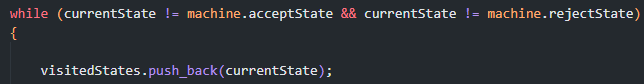 while (currentState != machine.acceptState && currentState != machine.rejectState)
{
visitedStates.push_back(currentState);